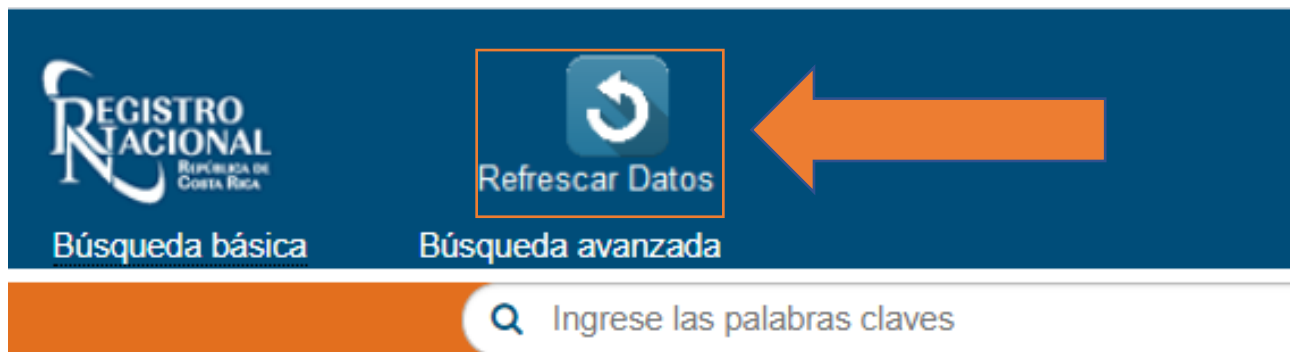 REGISTRO
NACIONAL
REPÚBLICA DE
COSTA RICA
Refrescar Datos
Búsqueda básica
Búsqueda avanzada
Ingrese las palabras claves